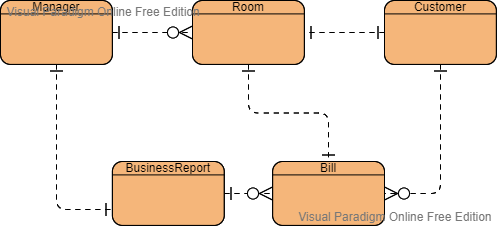 Manager
Room
Customer
Visual Paradigm Online Free Edition
BusinessReport
Bill
Visual Paradigm Online Free Edition